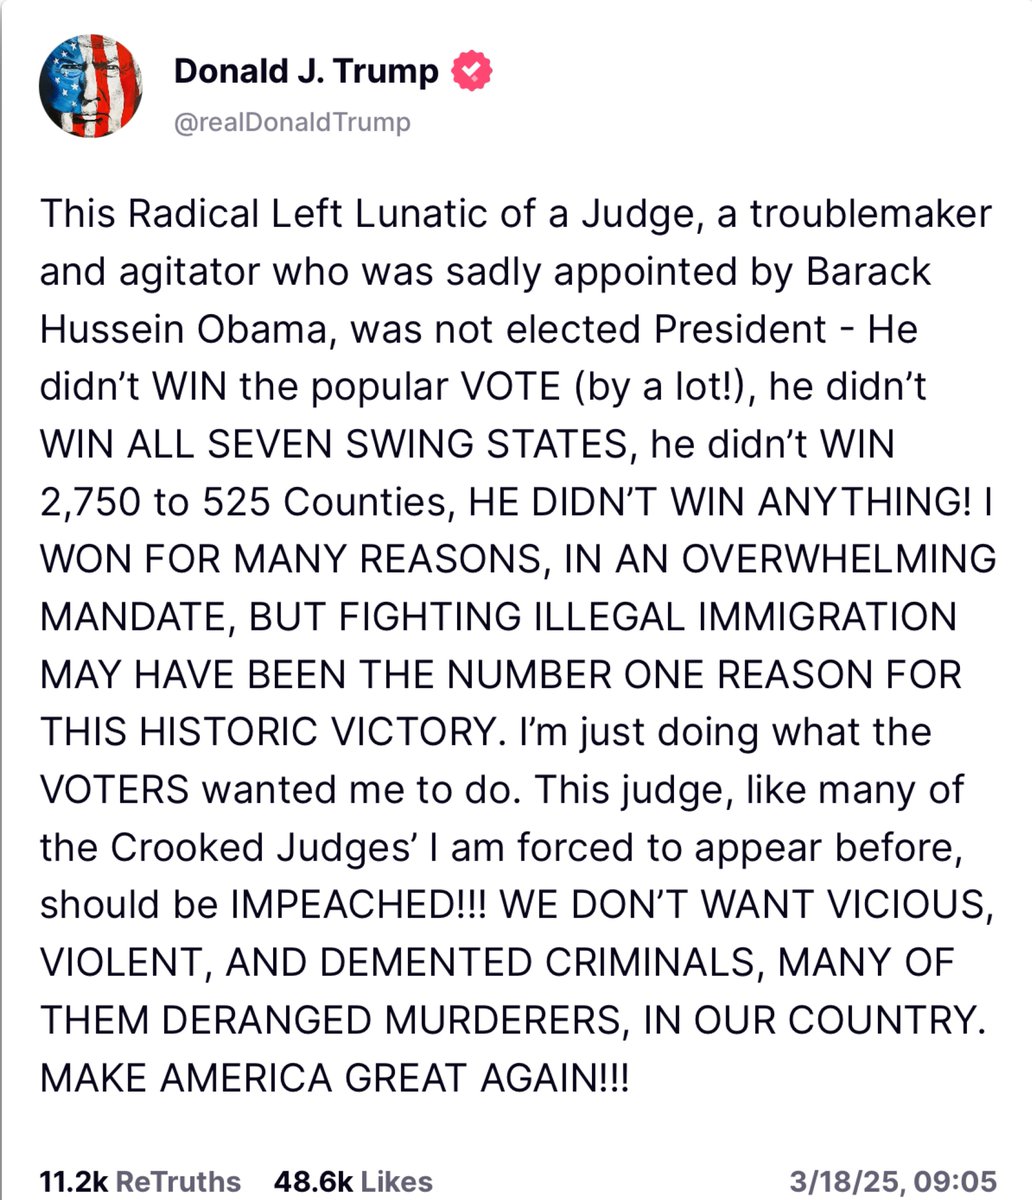 Donald J. Trump
@realDonaldTrump
This Radical Left Lunatic of a Judge, a troublemaker
and agitator who was sadly appointed by Barack
Hussein Obama, was not elected President - He
didn’t WIN the popular VOTE (by a lot!), he didn’t
WIN ALL SEVEN SWING STATES, he didn’t WIN
2,750 to 525 Counties, HE DIDN’T WIN ANYTHING! I
WON FOR MANY REASONS, IN AN OVERWHELMING
MANDATE, BUT FIGHTING ILLEGAL IMMIGRATION
MAY HAVE BEEN THE NUMBER ONE REASON FOR
THIS HISTORIC VICTORY. I’m just doing what the
VOTERS wanted me to do. This judge, like many of
the Crooked Judges’ I am forced to appear before,
should be IMPEACHED!!! WE DON’T WANT VICIOUS,
VIOLENT, AND DEMENTED CRIMINALS, MANY OF
THEM DERANGED MURDERERS, IN OUR COUNTRY.
MAKE AMERICA GREAT AGAIN!!!
11.2k ReTruths 48.6k Likes 3/18/25, 09:05